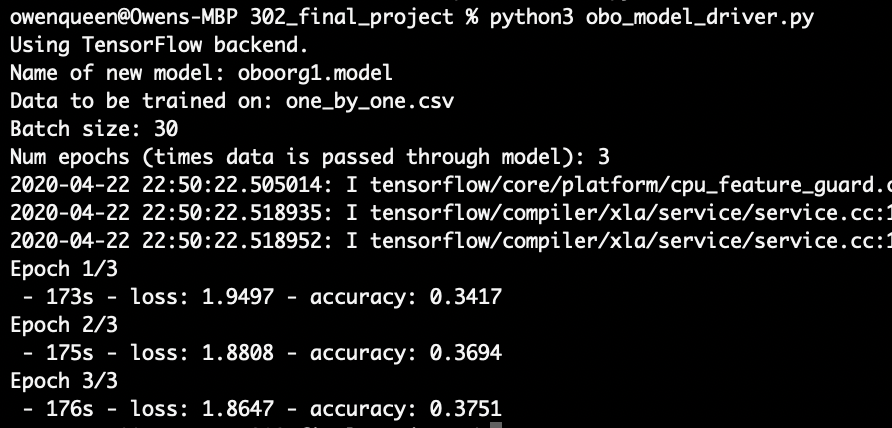 owenqueen@Owens-MBP 302_final_project % python3 obo_model_driver.py
Using TensorFlow backend.
Name of new model: oboorg1.model
Data to be trained on: one_by_one.csv
Batch size: 30
Num epochs (times data is passed through model): 3
2020-04-22 22:50:22.505014: I tensorflow/core/platform/cpu_feature_guard.c
2020-04-22 22:50:22.518935: I tensorflow/compiler/xla/service/service.cc:1
2020-04-22 22:50:22.518952: I tensorflow/compiler/xla/service/service.cc:1
Epoch 1/3
 - 173s - loss: 1.9497 - accuracy: 0.3417
Epoch 2/3
 - 175s - loss: 1.8808 - accuracy: 0.3694
Epoch 3/3
 - 176s - loss: 1.8647 - accuracy: 0.3751